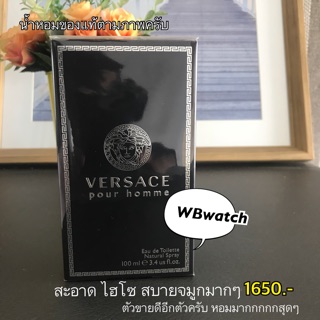 น้ำหอมของแท้ตามภาพครับ
VERSACE
pour homme
WBwatch
Eau de Toilette
Natural Spray
100 ml e 3.4 us fl.oz.
สะอาด ไฮโซ สบายจมูกมากๆ 1650.-
ตัวขายดีอีกตัวครับ หอมมากกกกกสุดๆ